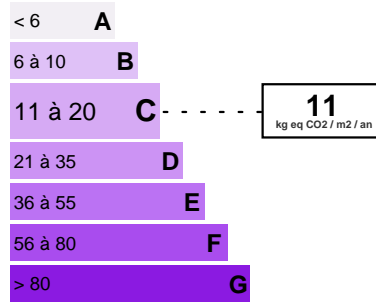 < 6 A
6 à 10 B
11 à 20 C
11
kg eq CO2 / m2 / an
21 à 35 D
36 à 55 E
56 à 80 F
> 80 G